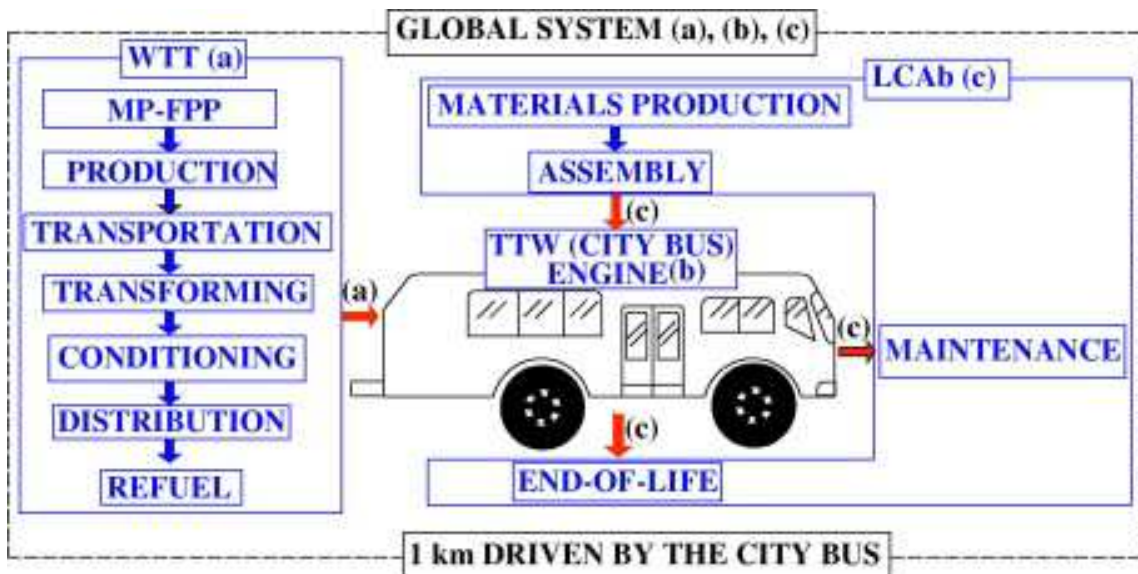 GLOBAL SYSTEM (a), (b), (c)
WTT (a)
MP-FPP
PRODUCTION
TRANSPORTATION
TRANSFORMING
CONDITIONING
DISTRIBUTION
REFUEL
(a)
LCAb (c)
MATERIALS PRODUCTION
ASSEMBLY
(c)
TTW (CITY BUS)
ENGINE(b)
(c)
MAINTENANCE
(c)
END-OF-LIFE
1 km DRIVEN BY THE CITY BUS